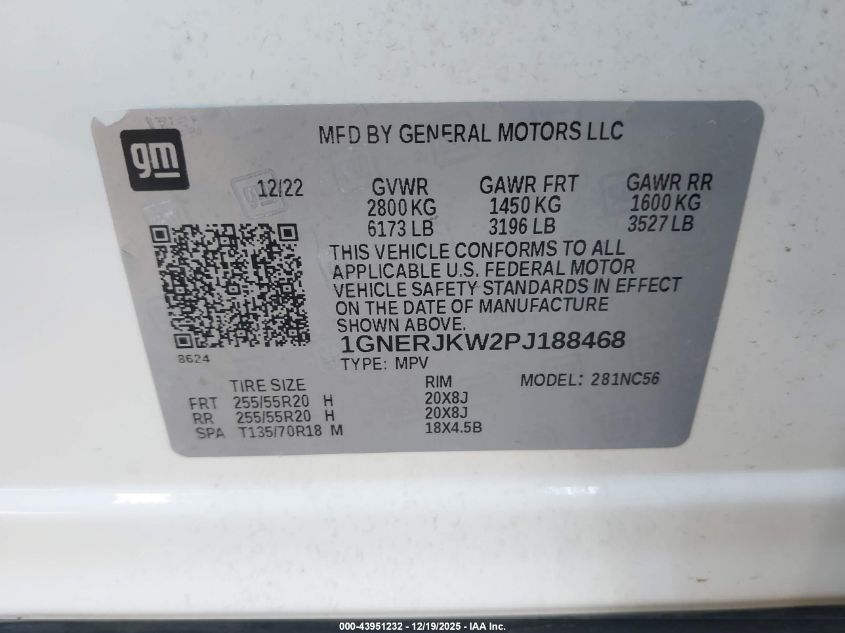 gm
MFD BY GENERAL MOTORS LLC
12/22 GVWR GAWR FRT GAWR RR
2800 KG 1450 KG 1600 KG
6173 LB 3196 LB 3527 LB
THIS VEHICLE CONFORMS TO ALL
APPLICABLE U.S. FEDERAL MOTOR
VEHICLE SAFETY STANDARDS IN EFFECT
ON THE DATE OF MANUFACTURE
SHOWN ABOVE.
1GNERJKW2PJ188468
8624
TYPE: MPV
TIRE SIZE RIM MODEL: 281NC56
FRT 255/55R20 H 20X8J
RR 255/55R20 H 20X8J
SPA T135/70R18 M 18X4.5B
000-43951232 - 12/19/2025 - IAA Inc.